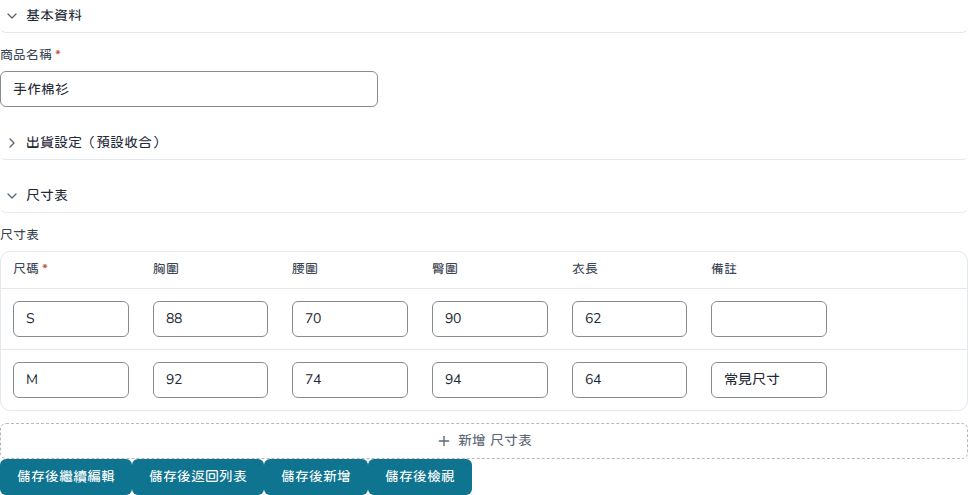 基本資料
商品名稱 *
手作棉衫
出貨設定（預設收合）
尺寸表
尺寸表
尺碼 * 胸圍 腰圍 臀圍 衣長 備註
S 88 70 90 62
M 92 74 94 64 常見尺寸
＋ 新增 尺寸表
儲存後繼續編輯 儲存後返回列表 儲存後新增 儲存後檢視